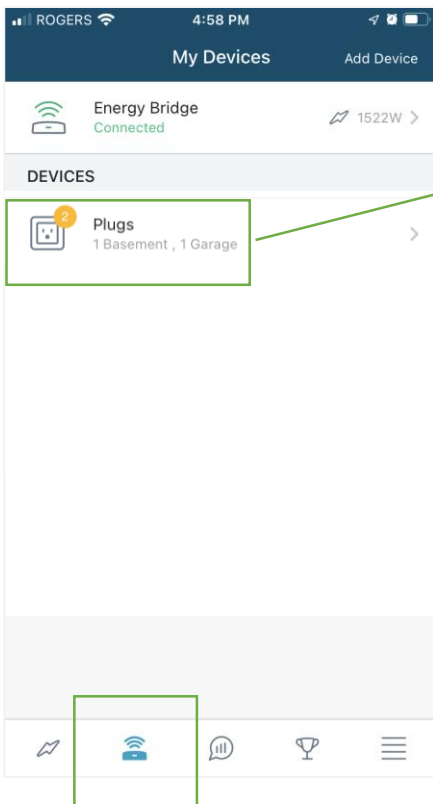 ROGERS 4:58 PM
My Devices Add Device
Energy Bridge
Connected
1522W
DEVICES
2
Plugs
1 Basement , 1 Garage